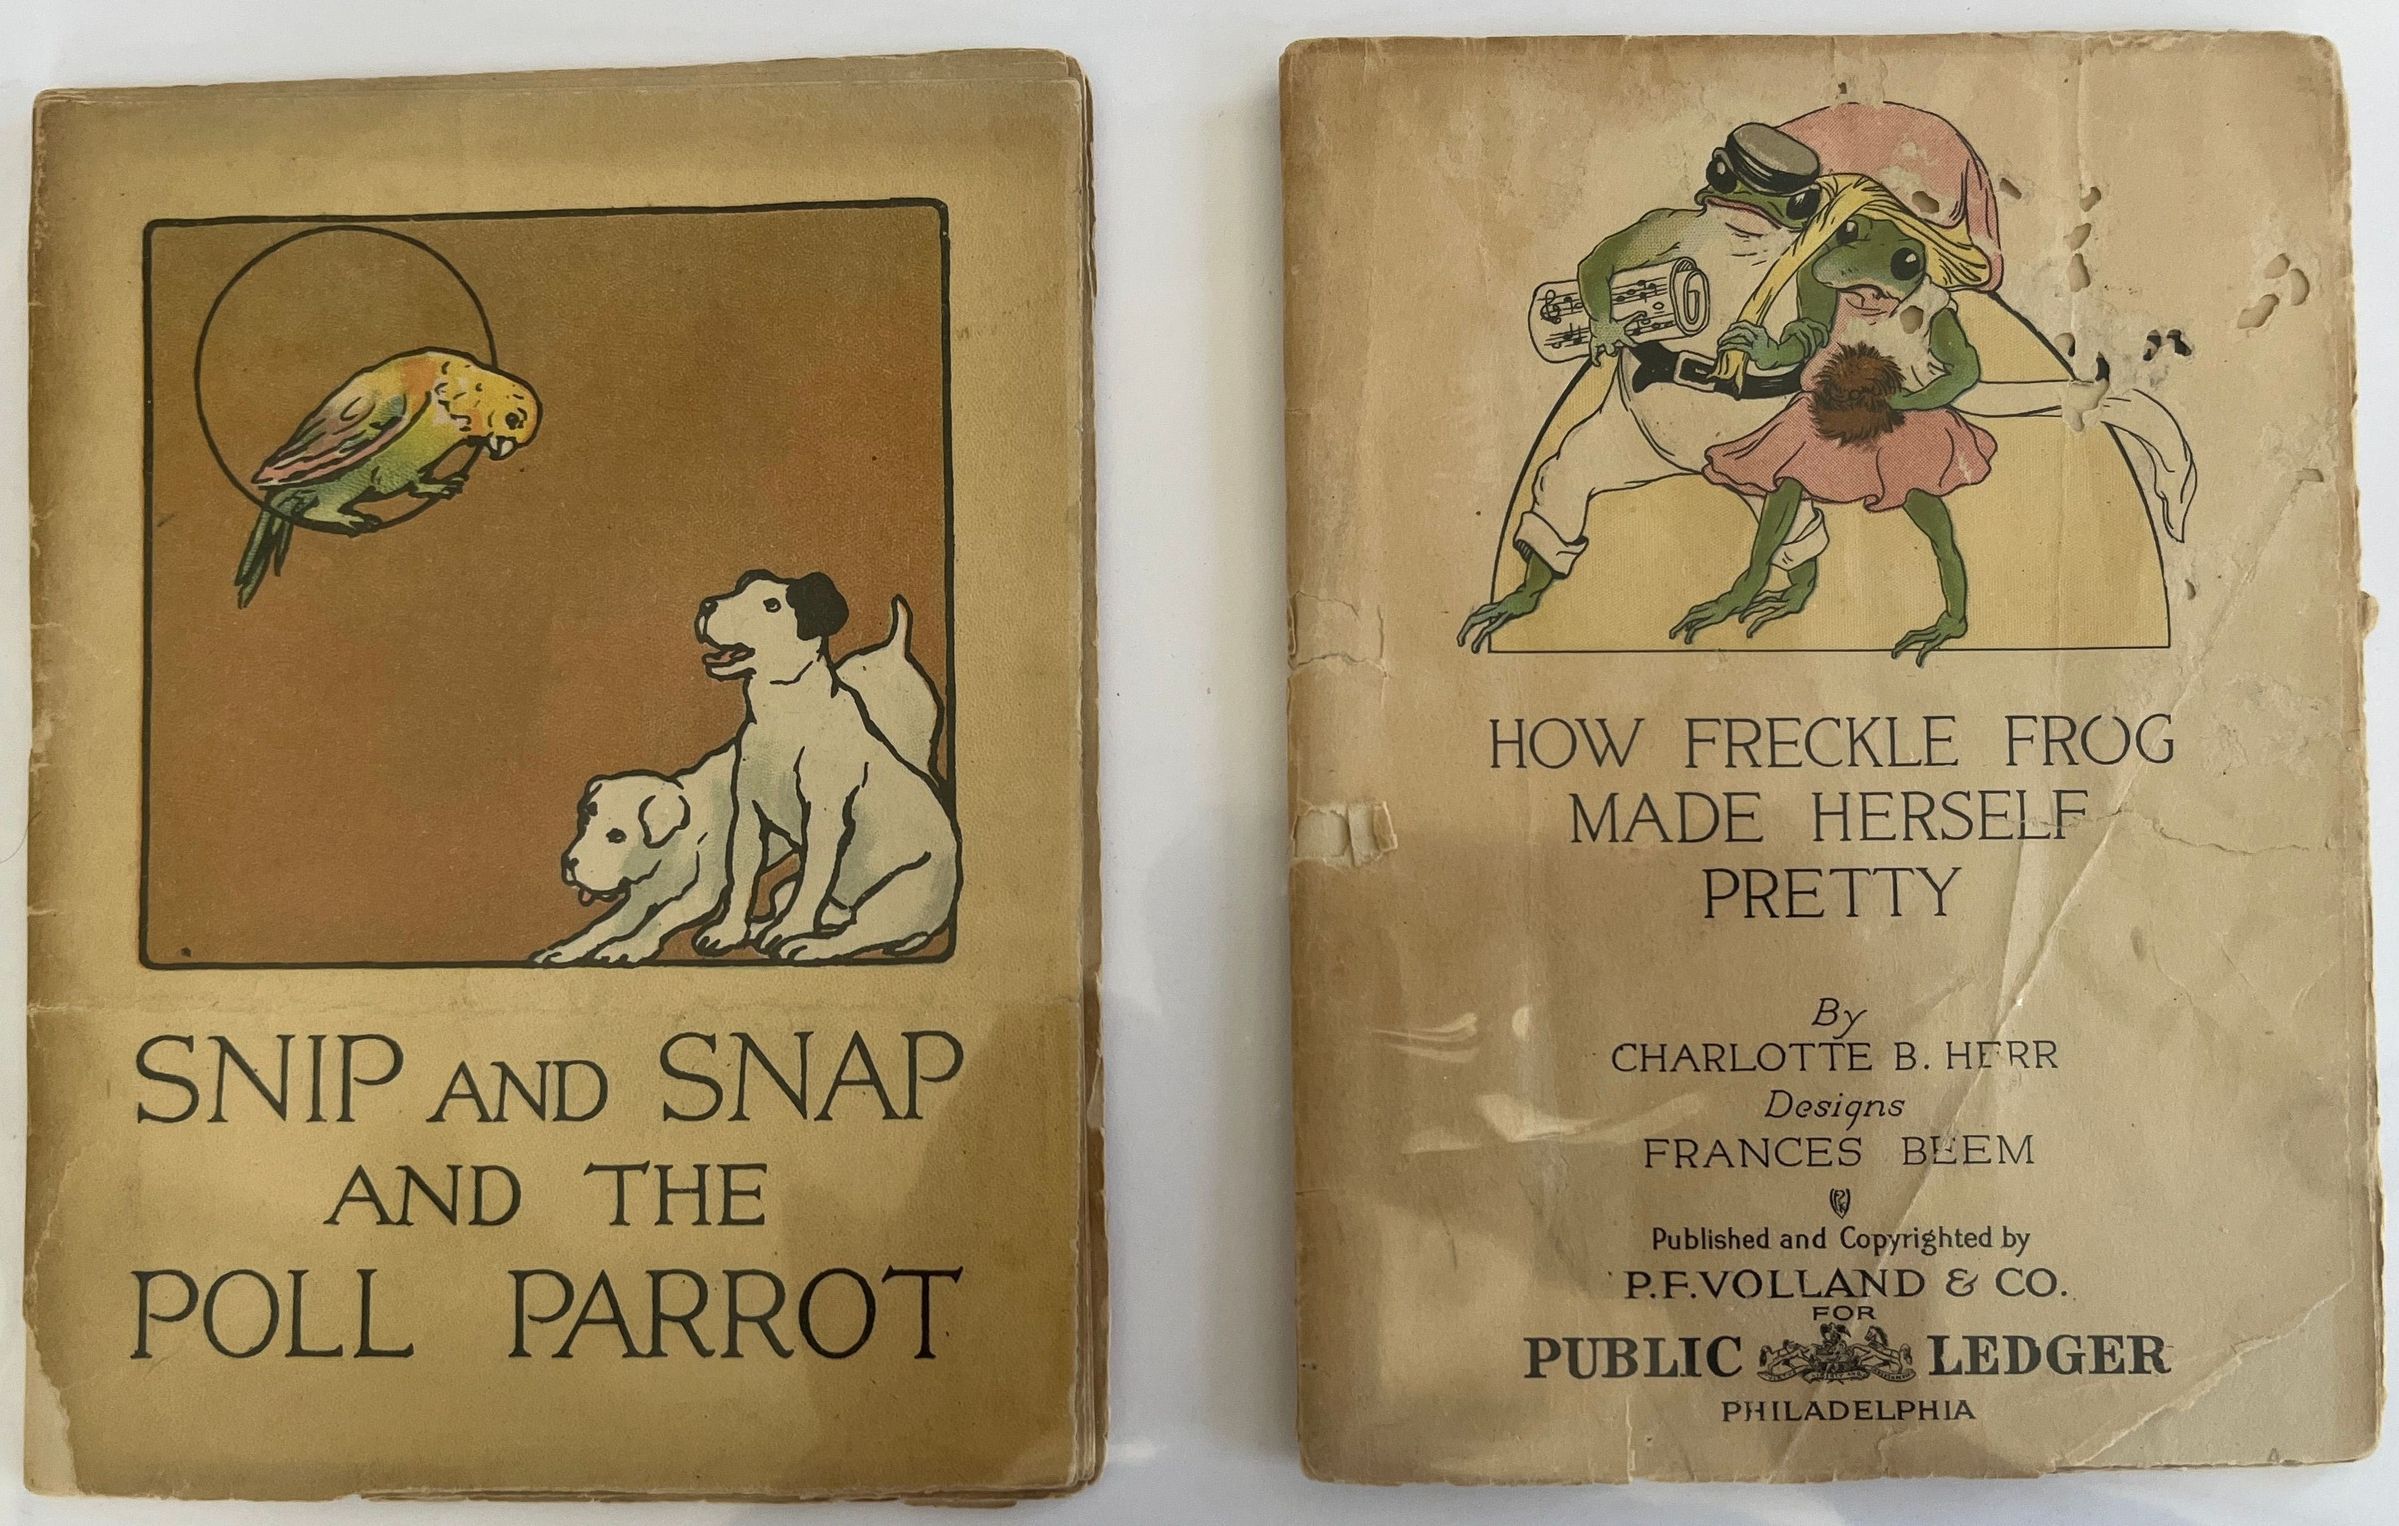 SNIP AND SNAP
AND THE
POLL PARROT
HOW FRECKLE FROG
MADE HERSELF
PRETTY
By
CHARLOTTE B. HERR
Designs
FRANCES BEEM
Published and Copyrighted by
P.F. VOLLAND & CO.
FOR
PUBLIC LEDGER
PHILADELPHIA